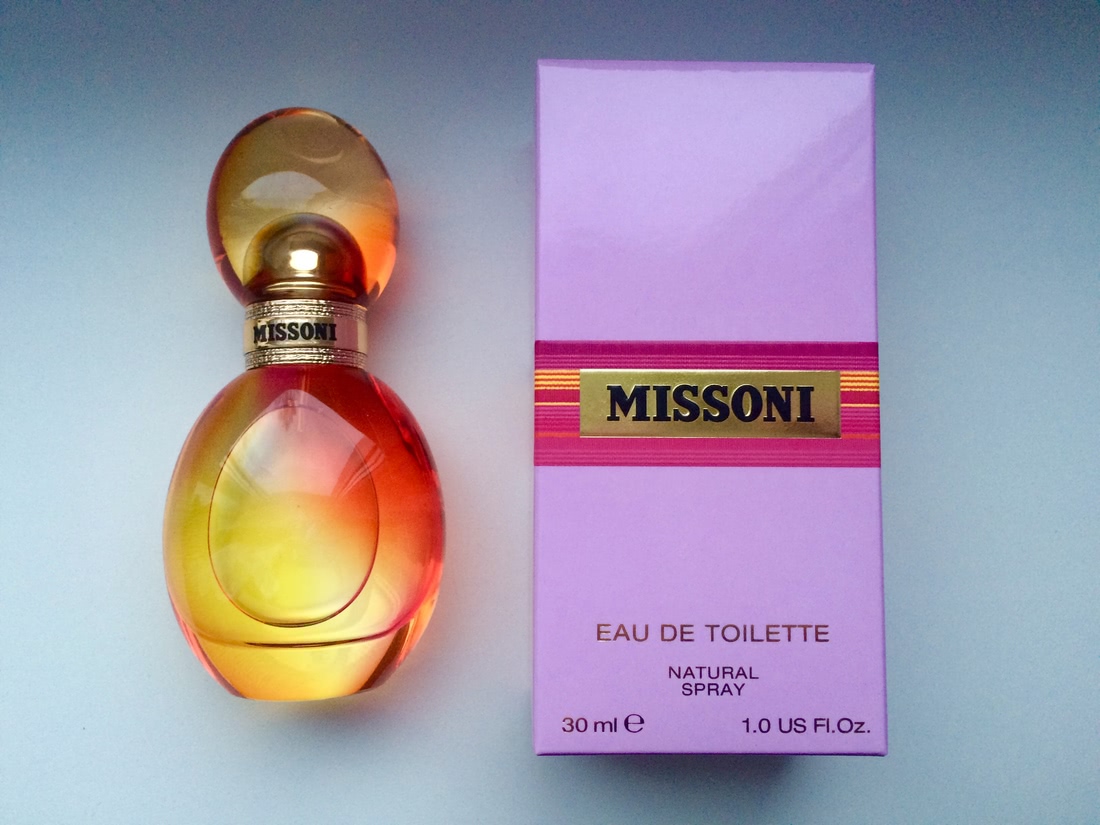 MISSONI
MISSONI
EAU DE TOILETTE
NATURAL
SPRAY
30 ml ℮
1.0 US Fl.Oz.